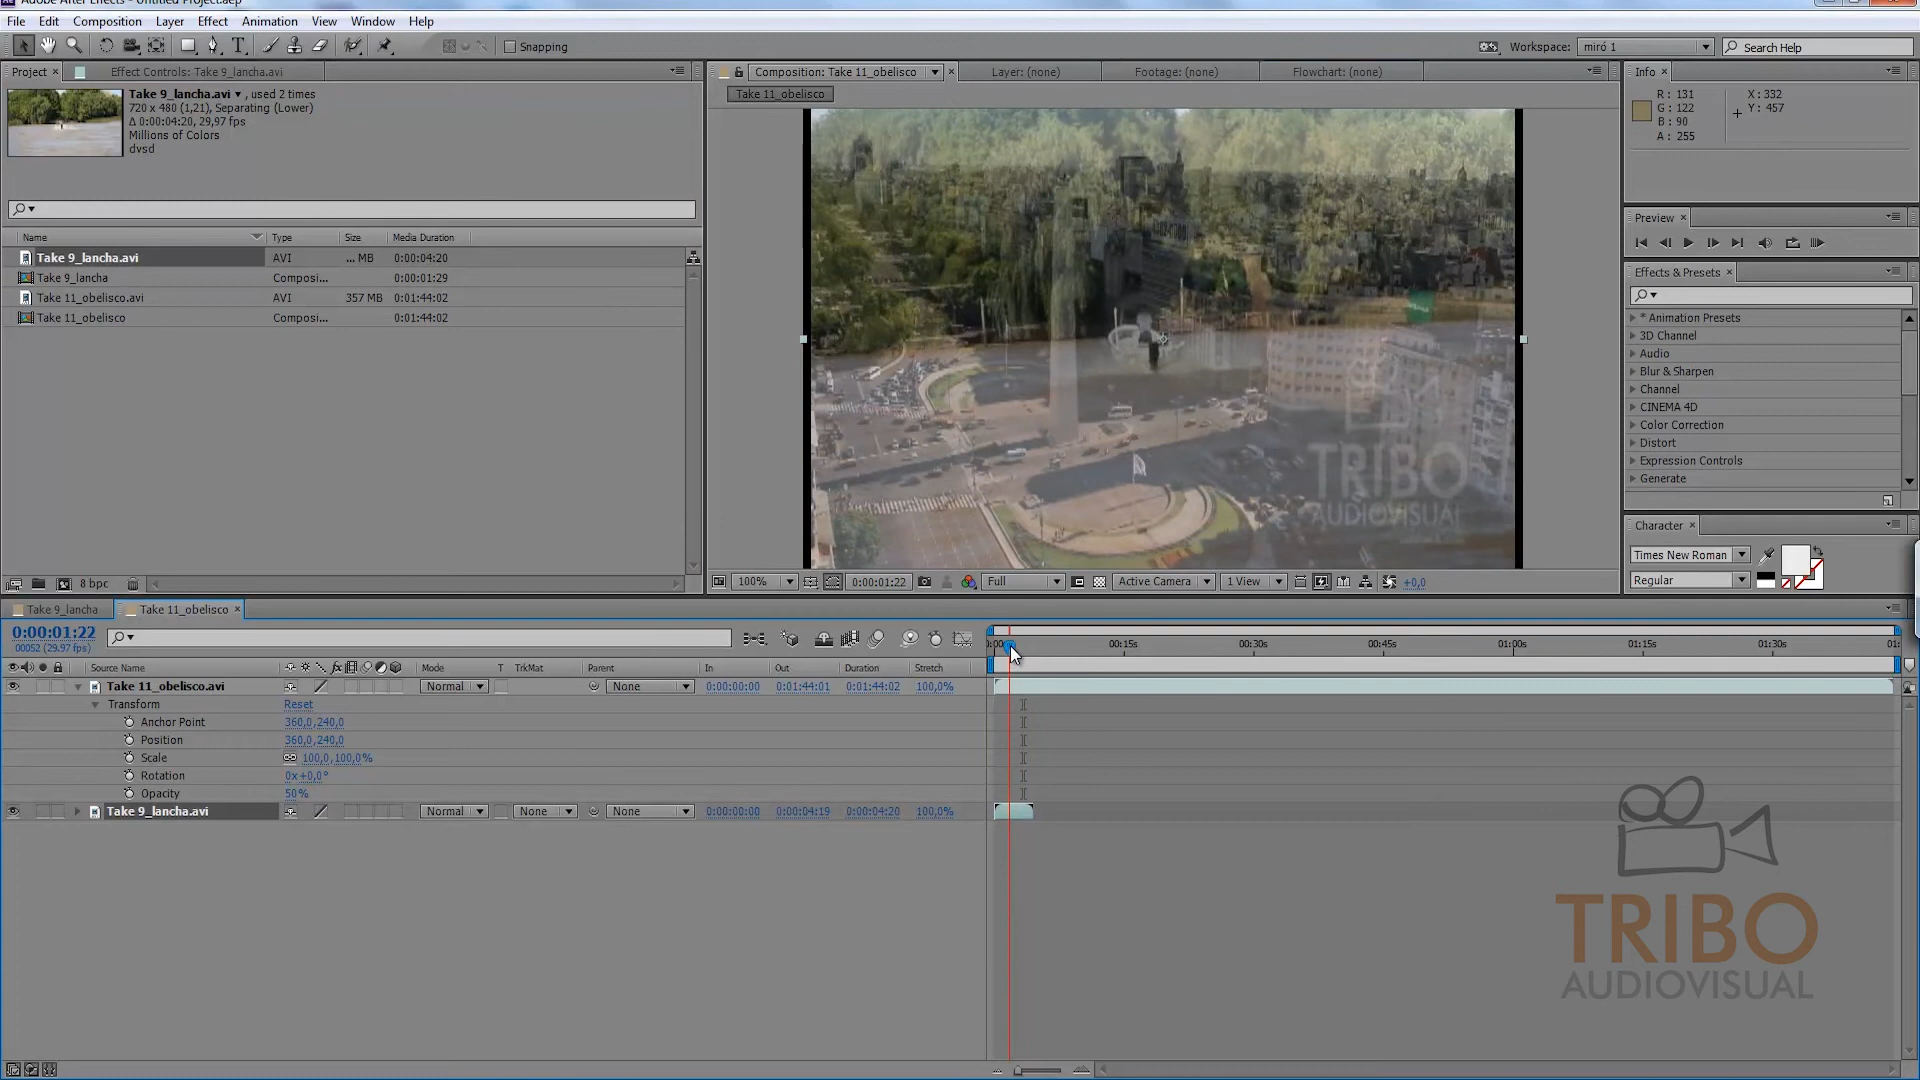 Adobe After Effects - Untitled Project.aep
File Edit Composition Layer Effect Animation View Window Help
Snapping
Workspace: miró 1
Search Help
Project
Effect Controls: Take 9_lancha.avi
Composition: Take 11_obelisco
Layer: (none)
Footage: (none)
Flowchart: (none)
Info
Take 11_obelisco
Take 9_lancha.avi , used 2 times
720 x 480 (1,21), Separating (Lower)
Δ 0:00:04:20, 29,97 fps
Millions of Colors
dvsd
R : 131
G : 122
B : 90
A : 255
X : 332
Y : 457
Preview
Effects & Presets
* Animation Presets
3D Channel
Audio
Blur & Sharpen
Channel
CINEMA 4D
Color Correction
Distort
Expression Controls
Generate
Name Type Size Media Duration
Take 9_lancha.avi AVI ... MB 0:00:04:20
Take 9_lancha Composi... 0:00:01:29
Take 11_obelisco.avi AVI 357 MB 0:01:44:02
Take 11_obelisco Composi... 0:01:44:02
TRIBO
AUDIOVISUAL
Character
Times New Roman
Regular
8 bpc
100% 0:00:01:22 Full Active Camera 1 View +0,0
Take 9_lancha
Take 11_obelisco
0:00:01:22
00052 (29.97 fps)
00:15s 00:30s 00:45s 01:00s 01:15s 01:30s
Source Name Mode T TrkMat Parent In Out Duration Stretch
Take 11_obelisco.avi Normal None 0:00:00:00 0:01:44:01 0:01:44:02 100,0%
Transform Reset
Anchor Point 360,0,240,0
Position 360,0,240,0
Scale 100,0,100,0%
Rotation 0x+0,0°
Opacity 50%
Take 9_lancha.avi Normal None None 0:00:00:00 0:00:04:19 0:00:04:20 100,0%
TRIBO
AUDIOVISUAL